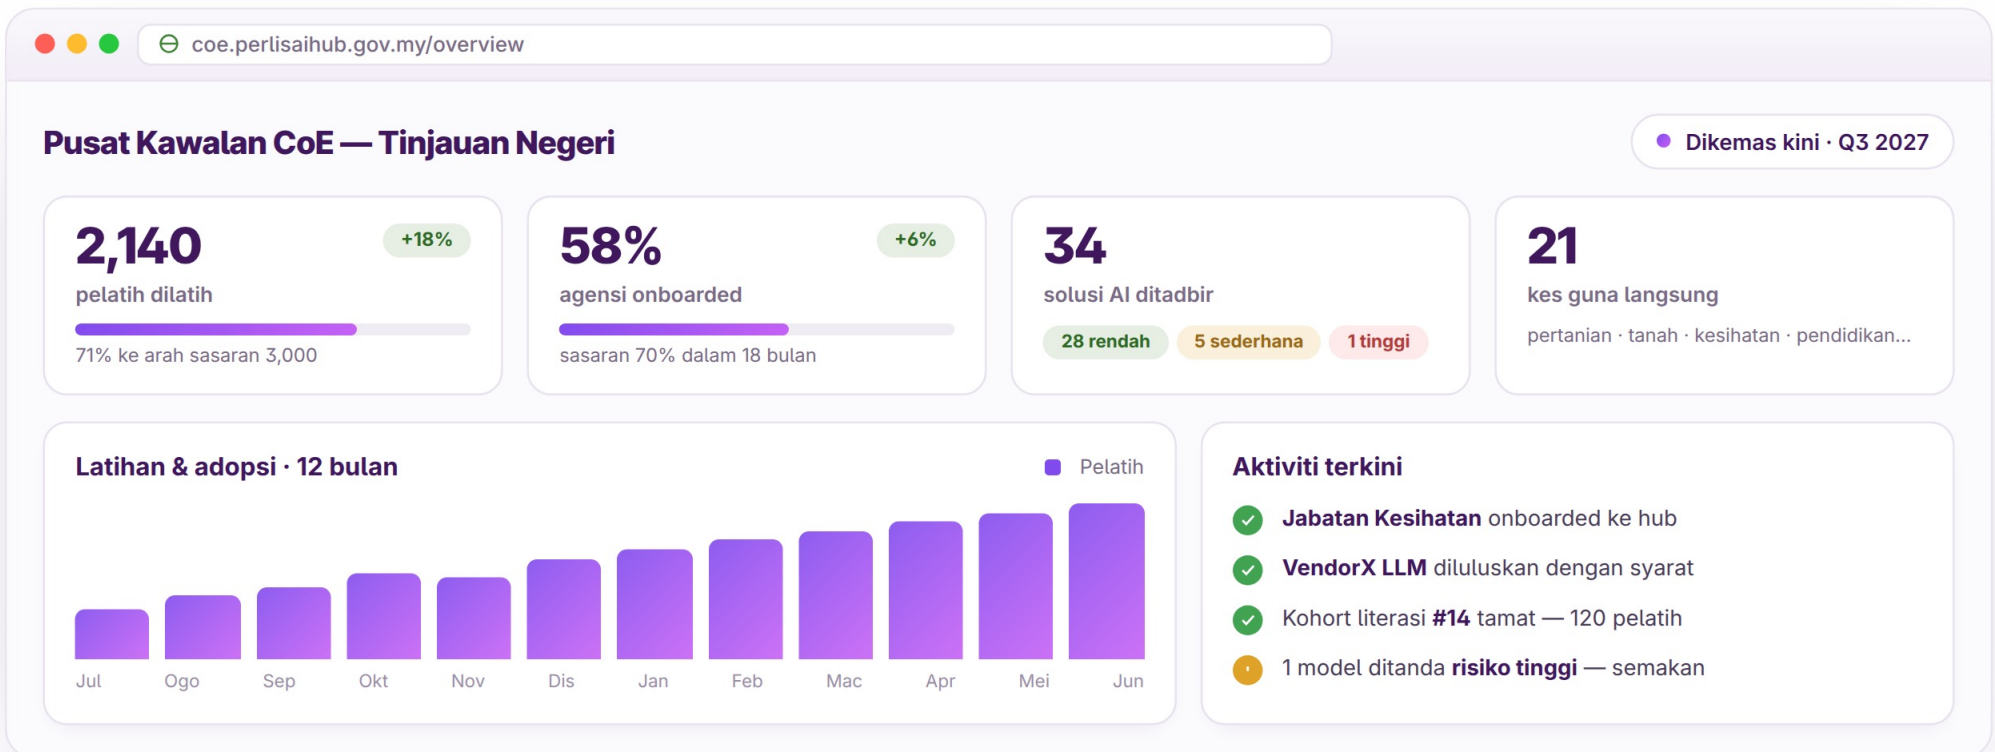 coe.perlisaihub.gov.my/overview
Pusat Kawalan CoE — Tinjauan Negeri
Dikemas kini · Q3 2027
2,140
+18%
pelatih dilatih
71% ke arah sasaran 3,000
58%
+6%
agensi onboarded
sasaran 70% dalam 18 bulan
34
solusi AI ditadbir
28 rendah
5 sederhana
1 tinggi
21
kes guna langsung
pertanian · tanah · kesihatan · pendidikan...
Latihan & adopsi · 12 bulan
Pelatih
Jul Ogo Sep Okt Nov Dis Jan Feb Mac Apr Mei Jun
Aktiviti terkini
Jabatan Kesihatan onboarded ke hub
VendorX LLM diluluskan dengan syarat
Kohort literasi #14 tamat — 120 pelatih
1 model ditanda risiko tinggi — semakan